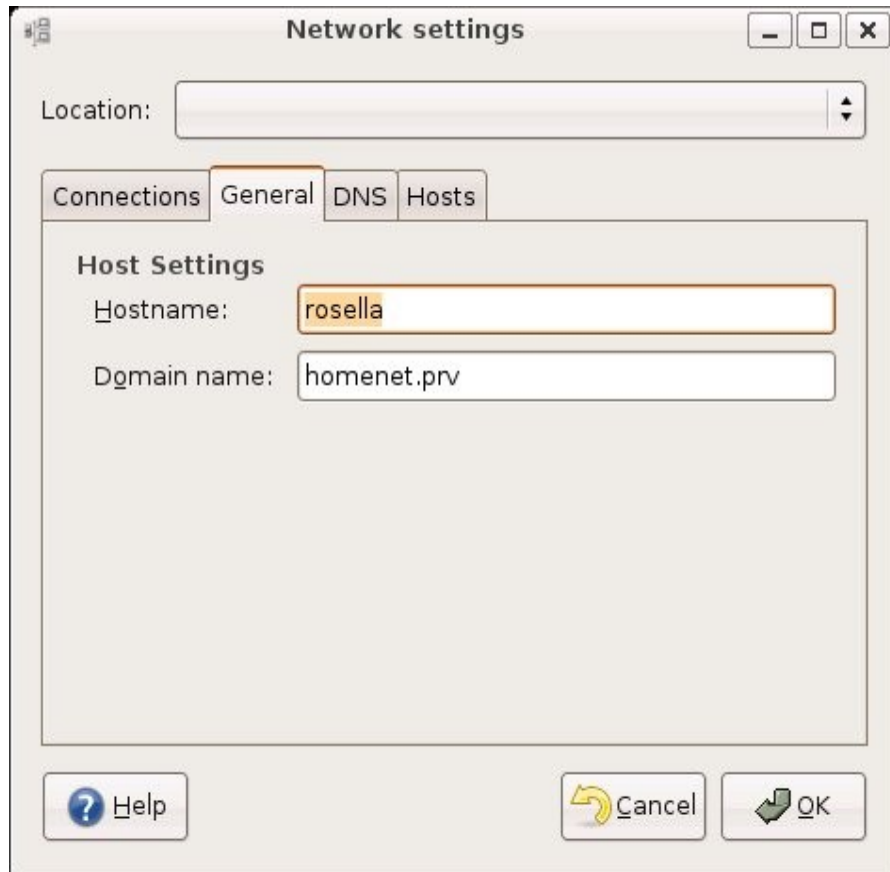 Network settings
Location:
Connections General DNS Hosts
Host Settings
Hostname: rosella
Domain name: homenet.prv
Help Cancel OK